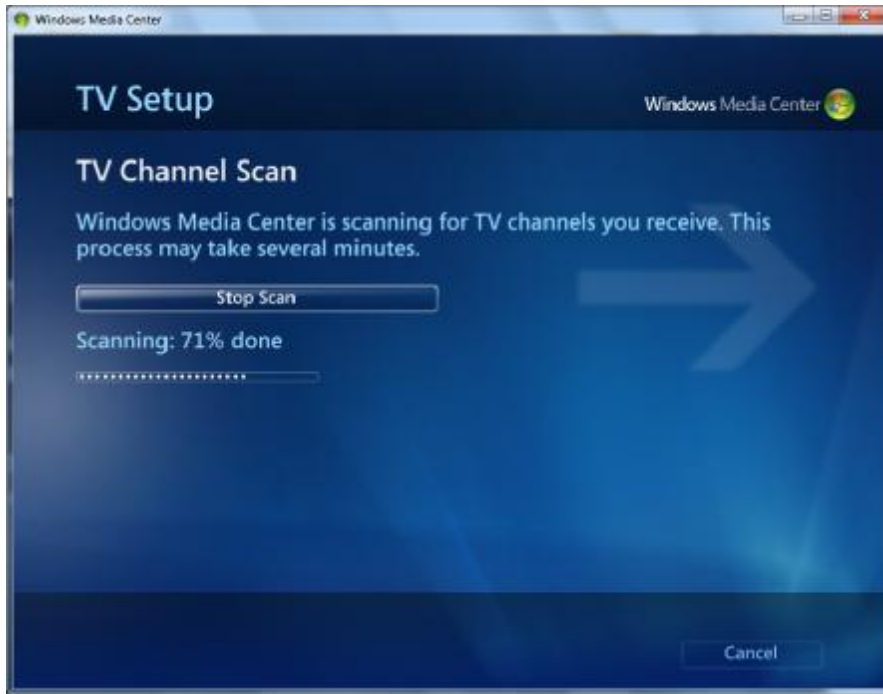 Windows Media Center
TV Setup
Windows Media Center
TV Channel Scan
Windows Media Center is scanning for TV channels you receive. This
process may take several minutes.
Stop Scan
Scanning: 71% done
Cancel